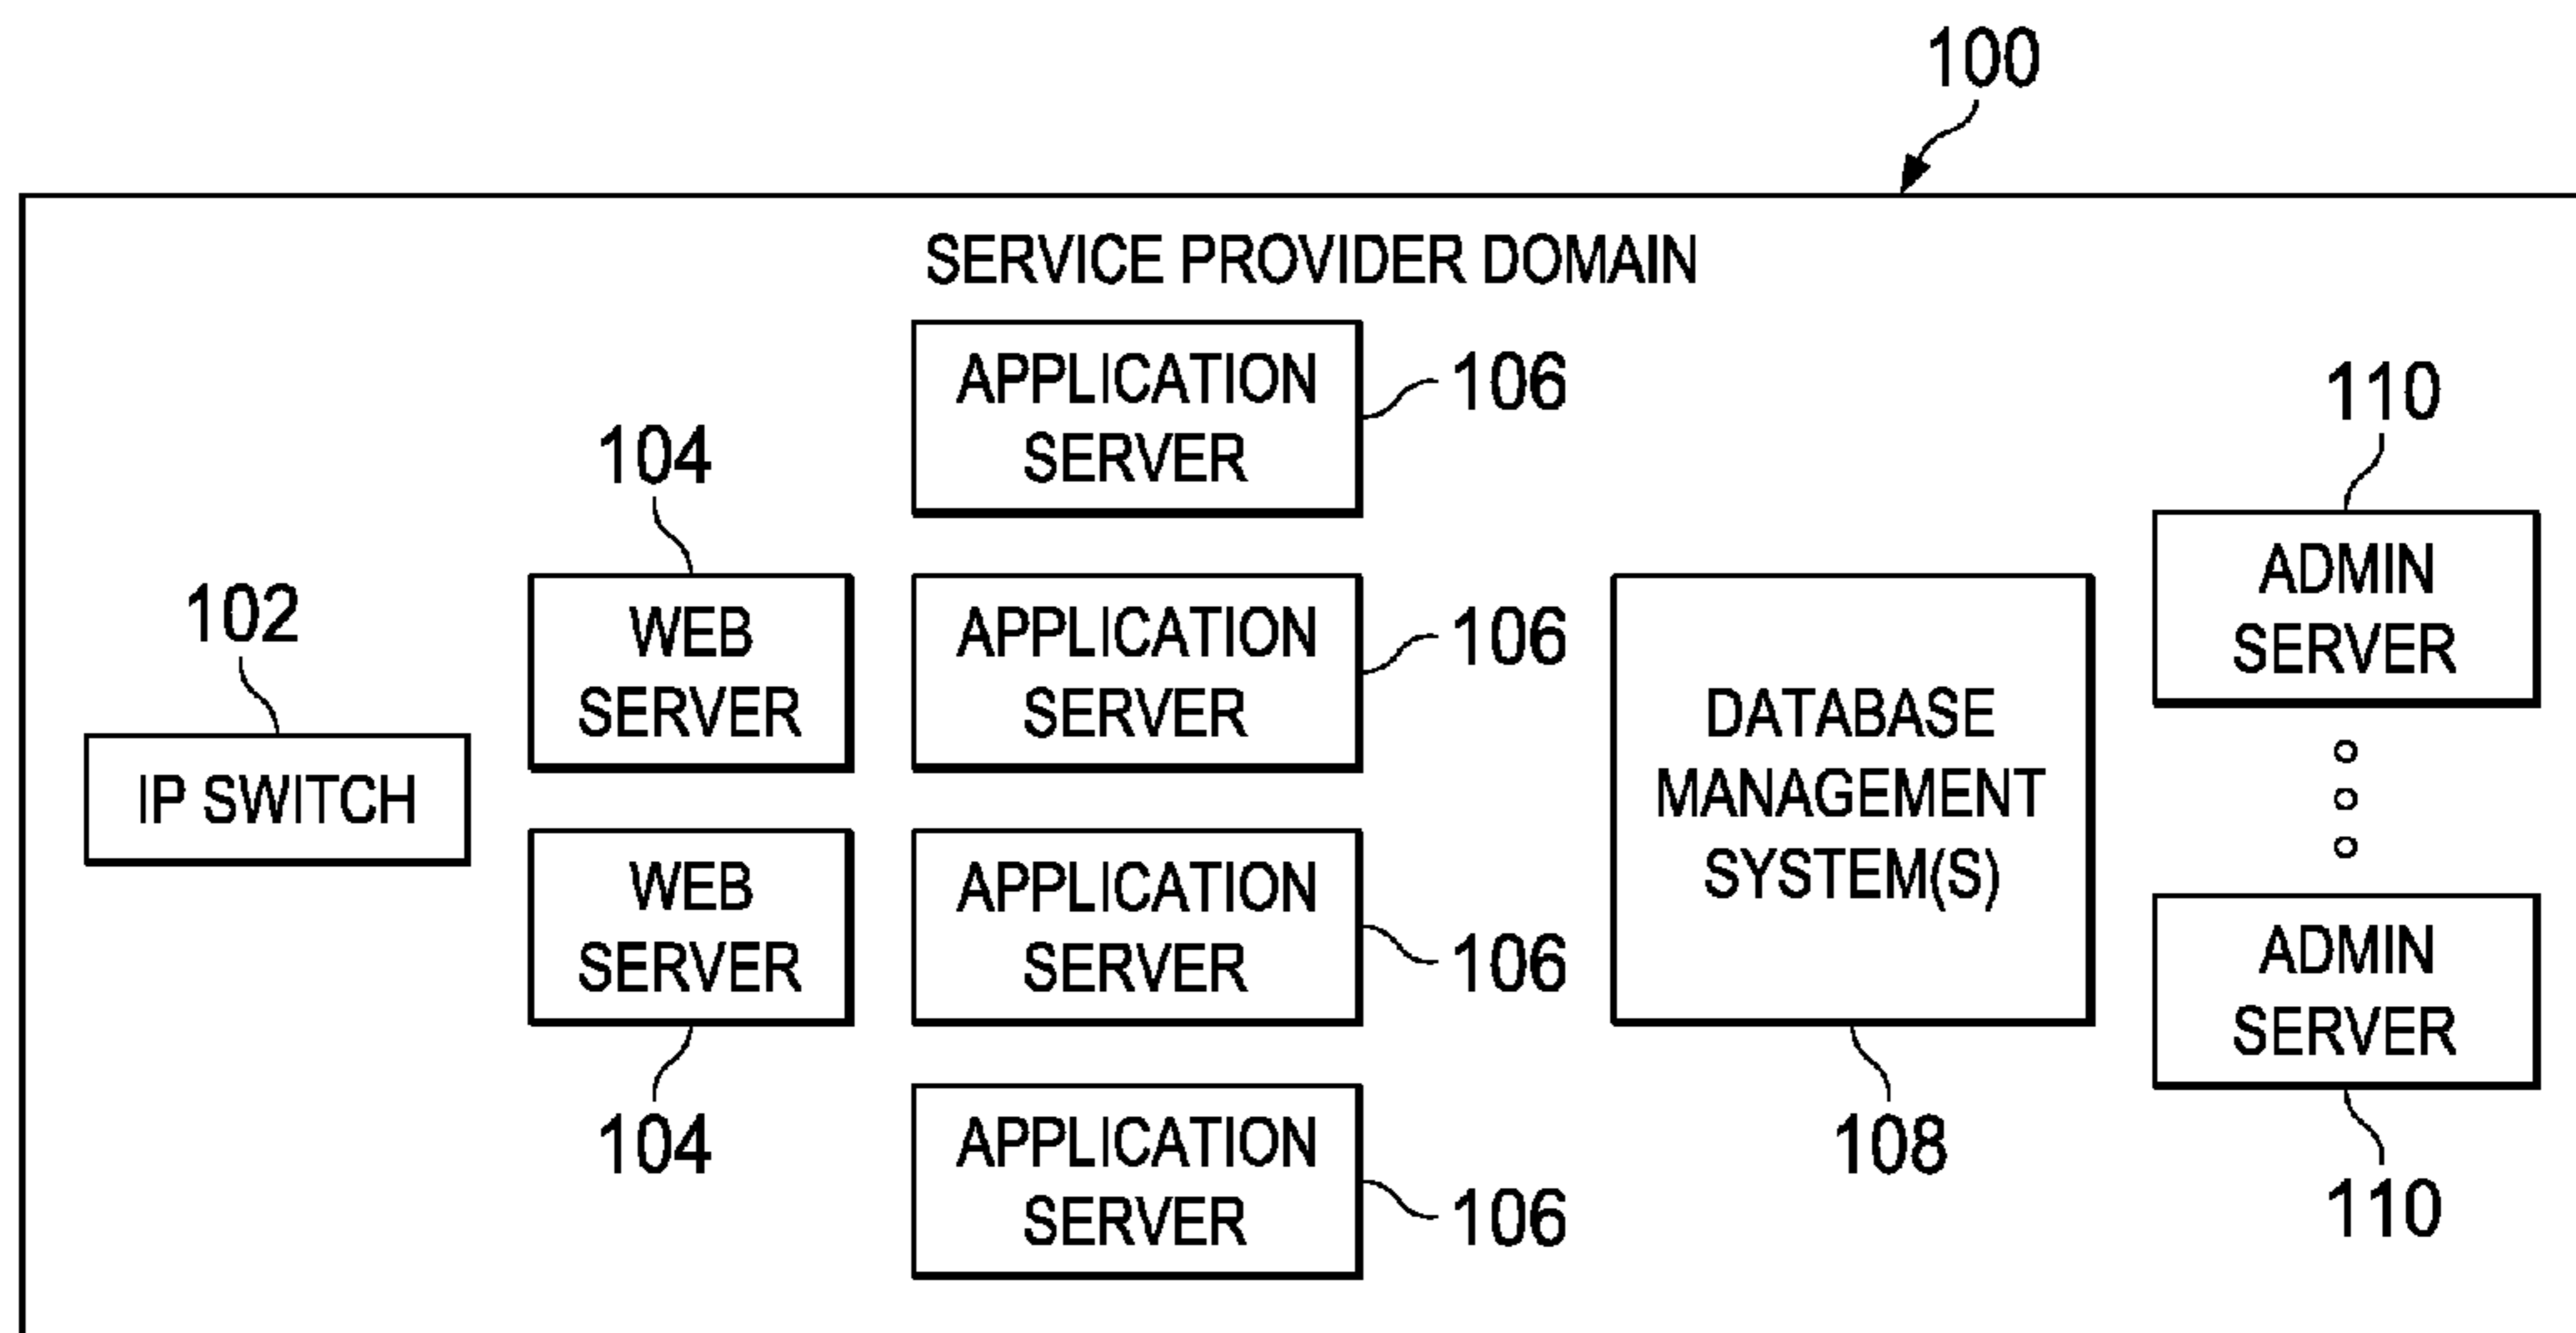 100
SERVICE PROVIDER DOMAIN
102
IP SWITCH
104
WEB
SERVER
WEB
SERVER
104
APPLICATION
SERVER
106
APPLICATION
SERVER
106
APPLICATION
SERVER
106
APPLICATION
SERVER
106
DATABASE
MANAGEMENT
SYSTEM(S)
108
110
ADMIN
SERVER
ADMIN
SERVER
110